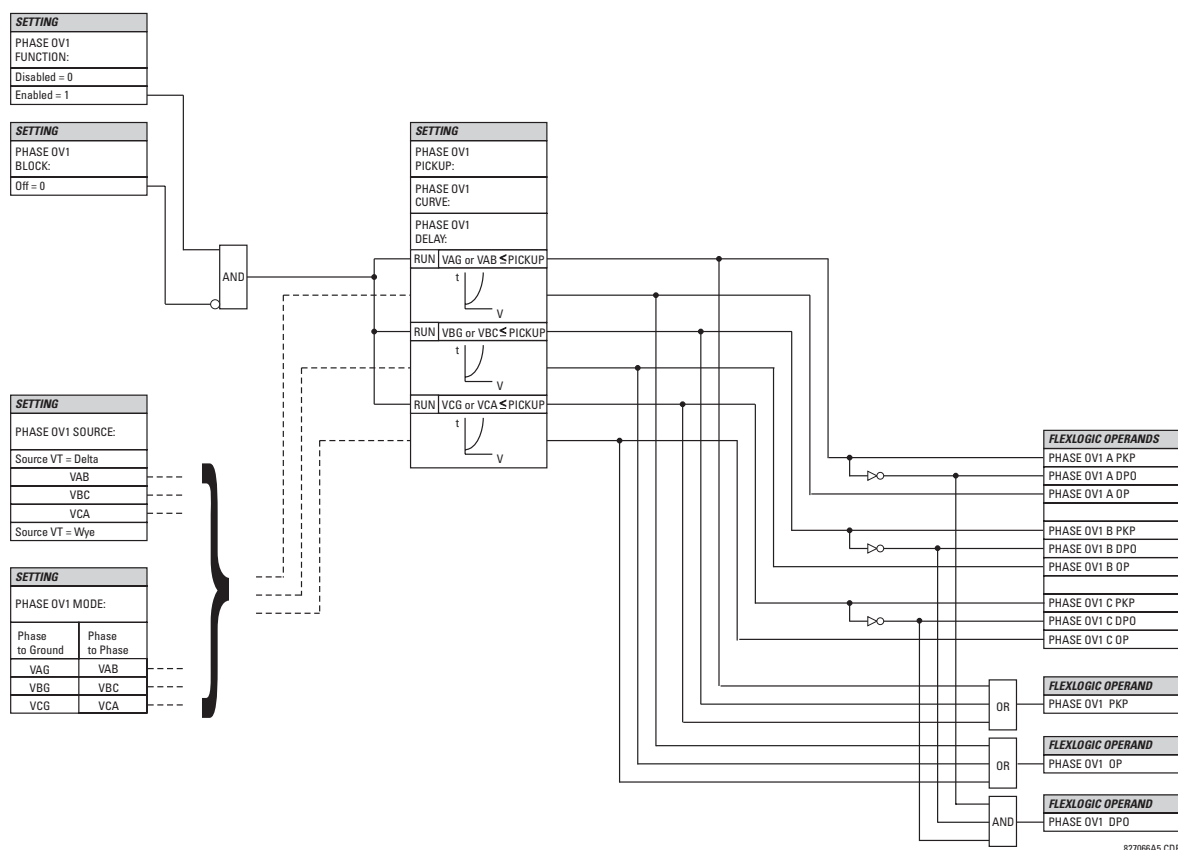 SETTING
PHASE OV1
FUNCTION:
Disabled = 0
Enabled = 1
SETTING
PHASE OV1
BLOCK:
Off = 0
AND
SETTING
PHASE OV1 SOURCE:
Source VT = Delta
VAB
VBC
VCA
Source VT = Wye
SETTING
PHASE OV1 MODE:
Phase to Ground
Phase to Phase
VAG VAB
VBG VBC
VCG VCA
SETTING
PHASE OV1
PICKUP:
PHASE OV1
CURVE:
PHASE OV1
DELAY:
RUN VAG or VAB ≤ PICKUP
t
V
RUN VBG or VBC ≤ PICKUP
t
V
RUN VCG or VCA ≤ PICKUP
t
V
FLEXLOGIC OPERANDS
PHASE OV1 A PKP
PHASE OV1 A DPO
PHASE OV1 A OP
PHASE OV1 B PKP
PHASE OV1 B DPO
PHASE OV1 B OP
PHASE OV1 C PKP
PHASE OV1 C DPO
PHASE OV1 C OP
OR
FLEXLOGIC OPERAND
PHASE OV1 PKP
OR
FLEXLOGIC OPERAND
PHASE OV1 OP
AND
FLEXLOGIC OPERAND
PHASE OV1 DPO